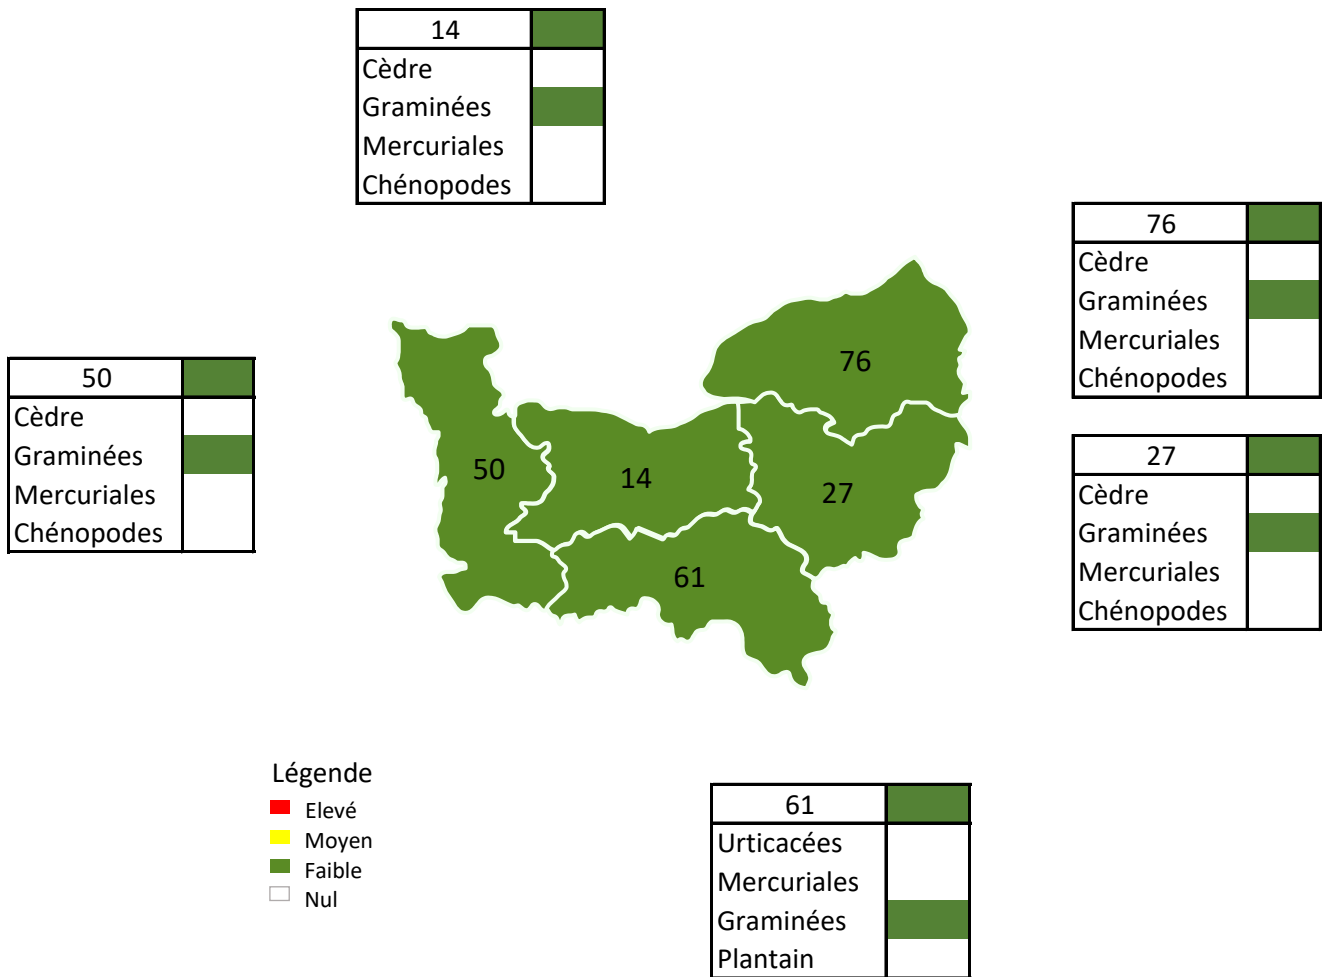 14
Cèdre
Graminées
Mercuriales
Chénopodes
76
Cèdre
Graminées
Mercuriales
Chénopodes
50
Cèdre
Graminées
Mercuriales
Chénopodes
27
Cèdre
Graminées
Mercuriales
Chénopodes
76
50
14
27
61
Légende
Elevé
Moyen
Faible
Nul
61
Urticacées
Mercuriales
Graminées
Plantain